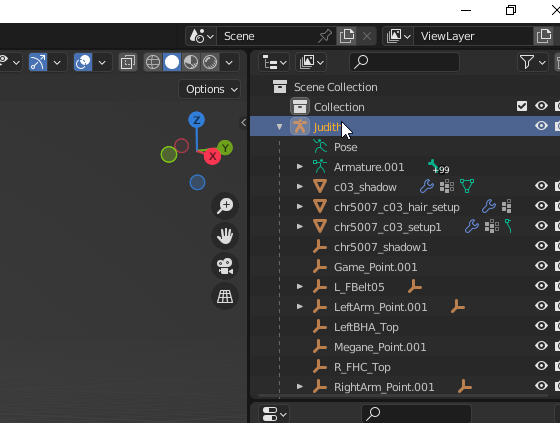 Scene
ViewLayer
Options
Z
Y
X
Scene Collection
Collection
Judith
Pose
Armature.001
+99
c03_shadow
chr5007_c03_hair_setup
chr5007_c03_setup1
chr5007_shadow1
Game_Point.001
L_FBelt05
LeftArm_Point.001
LeftBHA_Top
Megane_Point.001
R_FHC_Top
RightArm_Point.001